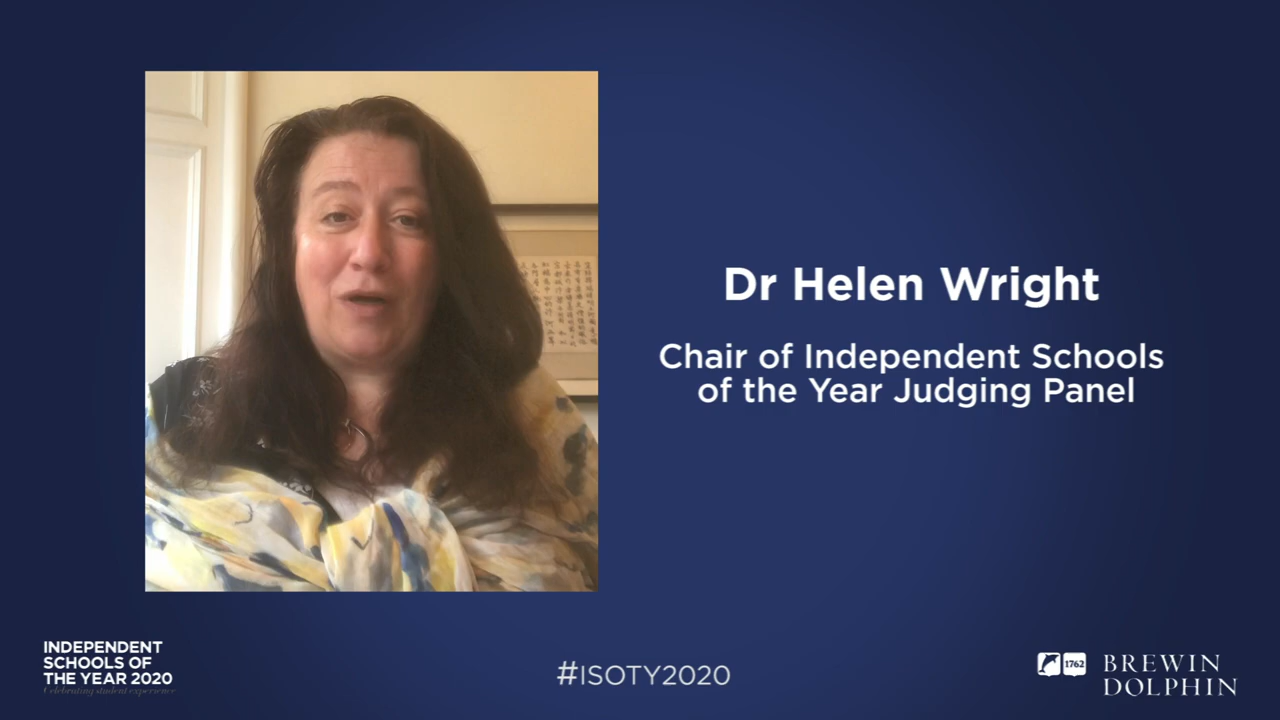 Dr Helen Wright
Chair of Independent Schools
of the Year Judging Panel
INDEPENDENT
SCHOOLS OF
THE YEAR 2020
Celebrating student experience
#ISOTY2020
1762
BREWIN
DOLPHIN